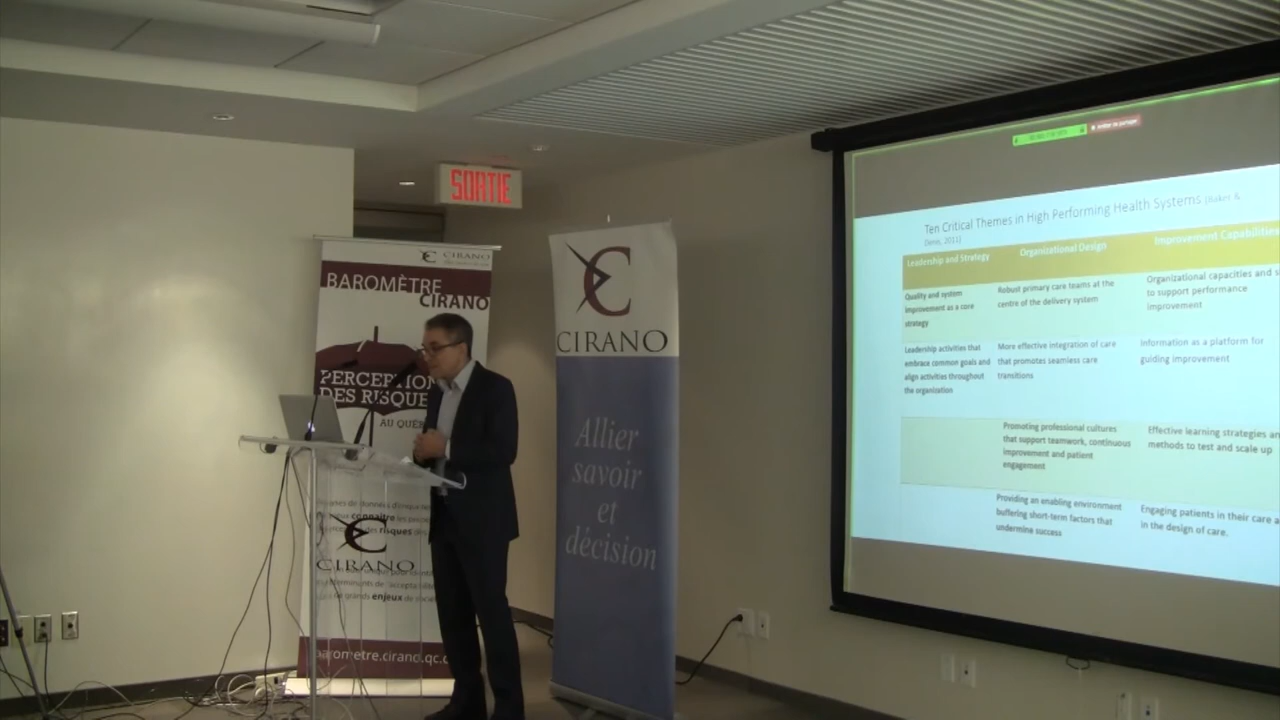 SORTIE
CIRANO
BAROMÈTRE
CIRANO
PERCEPTION
DES RISQUE
AU QUÉ
connaître
risques
CIRANO
enjeux
barometre.cirano.qc.c
CIRANO
Allier
savoir
et
décision
Ten Critical Themes in High Performing Health Systems (Baker &
Denis, 2011)
Leadership and Strategy
Organizational Design
Improvement Capabilities
Quality and system
improvement as a core
strategy
Robust primary care teams at the
centre of the delivery system
Organizational capacities and s
to support performance
improvement
Leadership activities that
embrace common goals and
align activities throughout
the organization
More effective integration of care
that promotes seamless care
transitions
Information as a platform for
guiding improvement
Promoting professional cultures
that support teamwork, continuous
improvement and patient
engagement
Effective learning strategies an
methods to test and scale up
Providing an enabling environment
buffering short-term factors that
undermine success
Engaging patients in their care a
in the design of care.